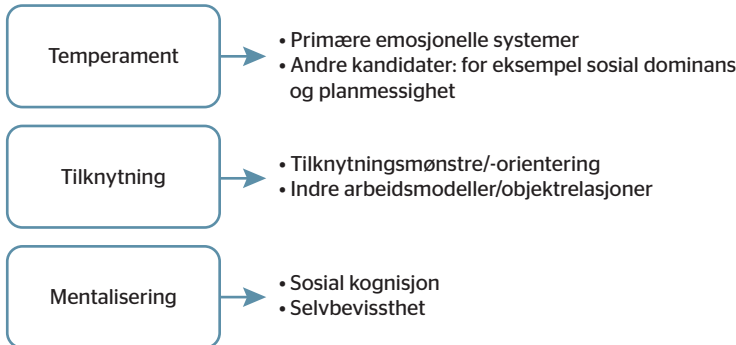 Temperament
• Primære emosjonelle systemer
• Andre kandidater: for eksempel sosial dominans
og planmessighet
Tilknytning
• Tilknytningsmønstre/-orientering
• Indre arbeidsmodeller/objektrelasjoner
Mentalisering
• Sosial kognisjon
• Selvbevissthet